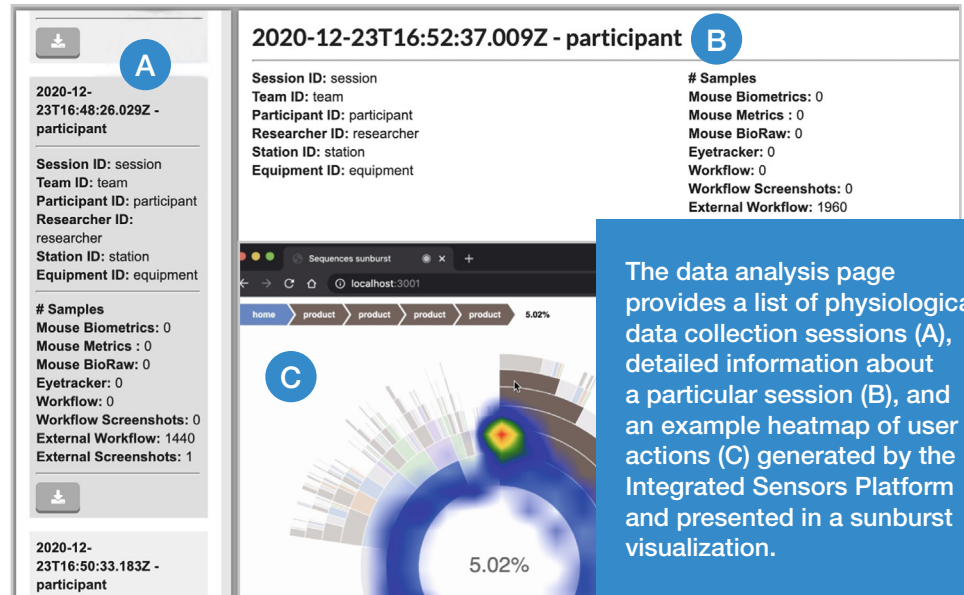 A
2020-12-
23T16:48:26.029Z -
participant
Session ID: session
Team ID: team
Participant ID: participant
Researcher ID:
researcher
Station ID: station
Equipment ID: equipment
# Samples
Mouse Biometrics: 0
Mouse Metrics : 0
Mouse BioRaw: 0
Eyetracker: 0
Workflow: 0
Workflow Screenshots: 0
External Workflow: 1440
External Screenshots: 1
2020-12-
23T16:50:33.183Z -
participant
2020-12-23T16:52:37.009Z - participant
B
Session ID: session
Team ID: team
Participant ID: participant
Researcher ID: researcher
Station ID: station
Equipment ID: equipment
# Samples
Mouse Biometrics: 0
Mouse Metrics : 0
Mouse BioRaw: 0
Eyetracker: 0
Workflow: 0
Workflow Screenshots: 0
External Workflow: 1960
Sequences sunburst
localhost:3001
home product product product product 5.02%
C
5.02%
The data analysis page
provides a list of physiologica
data collection sessions (A),
detailed information about
a particular session (B), and
an example heatmap of user
actions (C) generated by the
Integrated Sensors Platform
and presented in a sunburst
visualization.